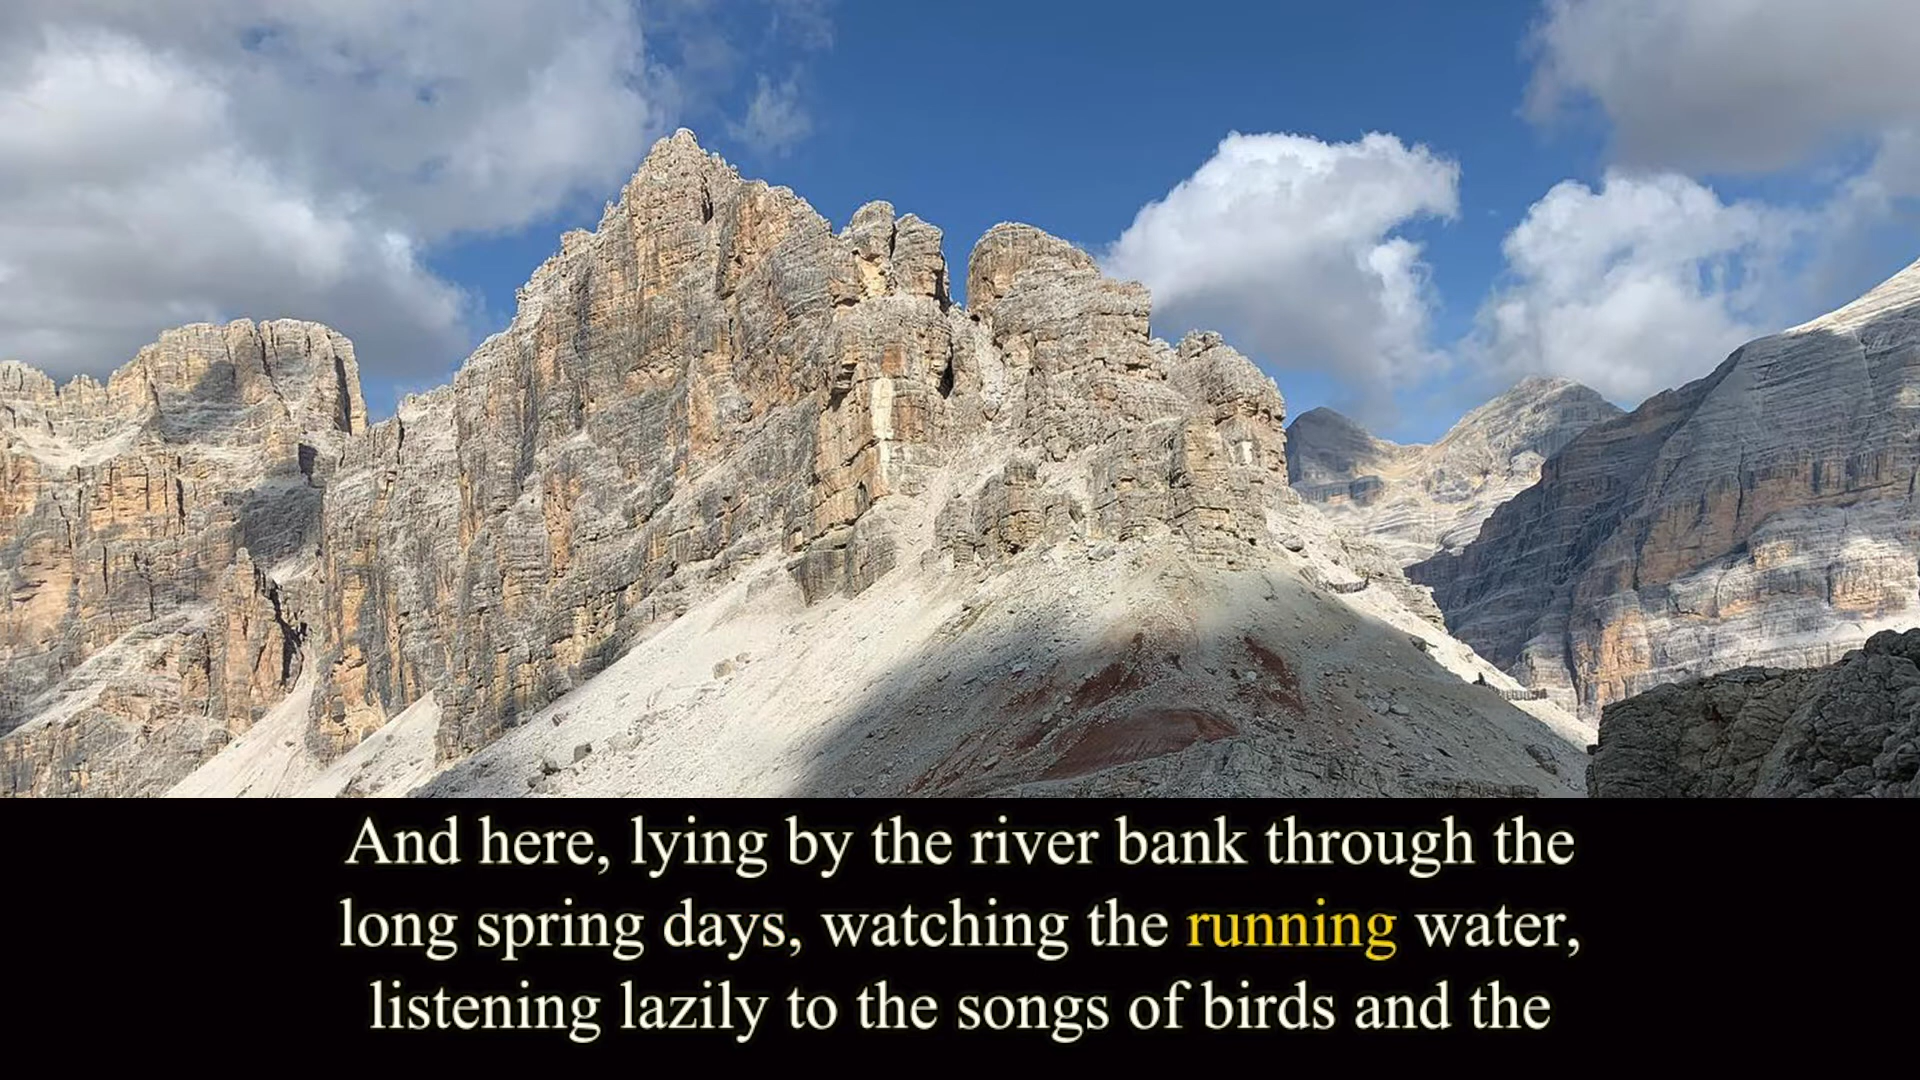 And here, lying by the river bank through the
long spring days, watching the running water,
listening lazily to the songs of birds and the